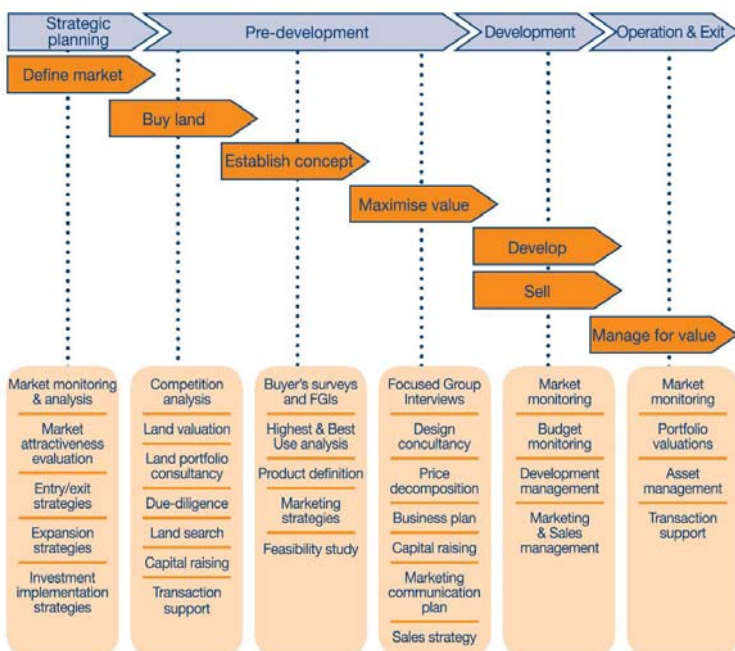 Strategic
planning
Pre-development
Development
Operation & Exit
Define market
Buy land
Establish concept
Maximise value
Develop
Sell
Manage for value
Market monitoring
& analysis
Market
attractiveness
evaluation
Entry/exit
strategies
Expansion
strategies
Investment
implementation
strategies
Competition
analysis
Land valuation
Land portfolio
consultancy
Due-diligence
Land search
Capital raising
Transaction
support
Buyer's surveys
and FGIs
Highest & Best
Use analysis
Product definition
Marketing
strategies
Feasibility study
Focused Group
Interviews
Design
concultancy
Price
decomposition
Business plan
Capital raising
Marketing
communication
plan
Sales strategy
Market
monitoring
Budget
monitoring
Development
management
Marketing
& Sales
management
Market
monitoring
Portfolio
valuations
Asset
management
Transaction
support